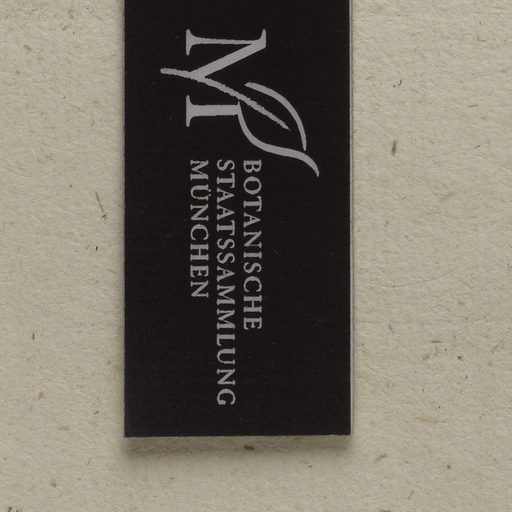 M
BOTANISCHE
STAATSSAMMLUNG
MÜNCHEN